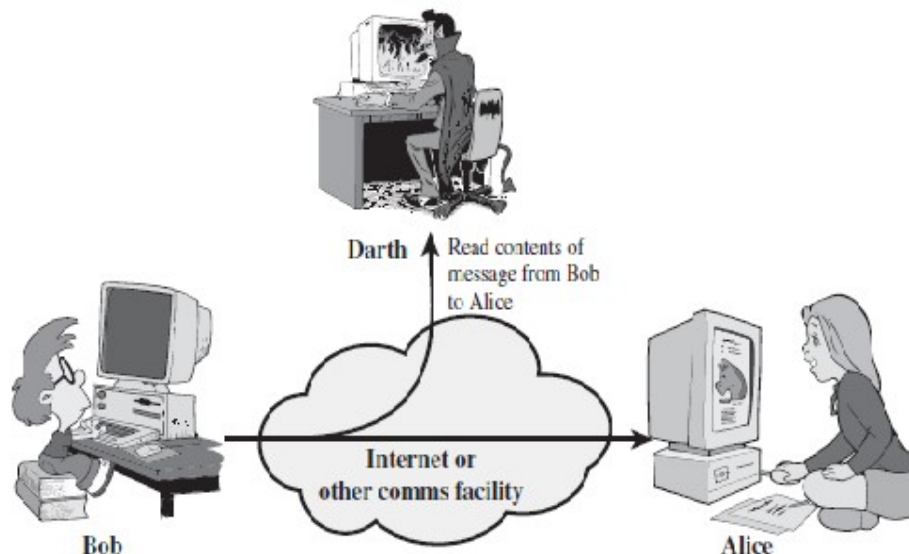 Darth
Read contents of
message from Bob
to Alice
Internet or
other comms facility
Bob
Alice